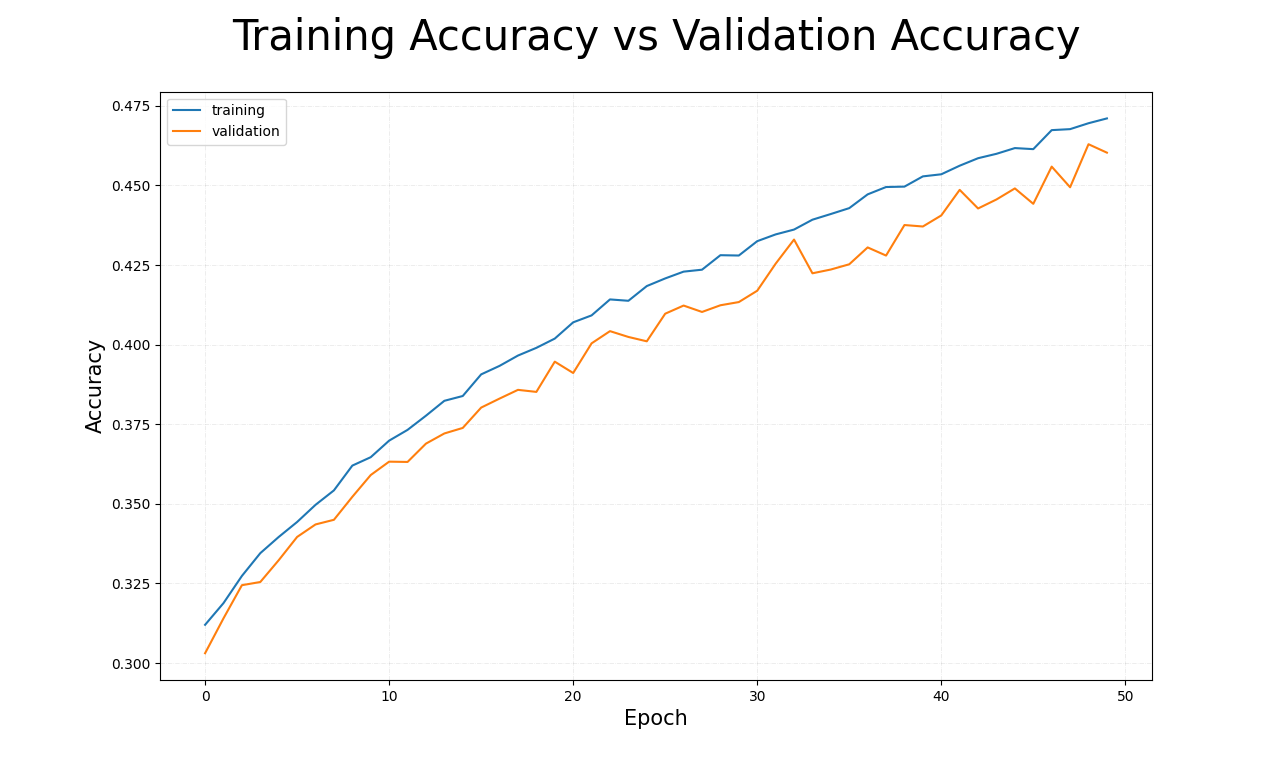 Training Accuracy vs Validation Accuracy
training
validation
0.475
0.450
0.425
0.400
0.375
0.350
0.325
0.300
Accuracy
0 10 20 30 40 50
Epoch